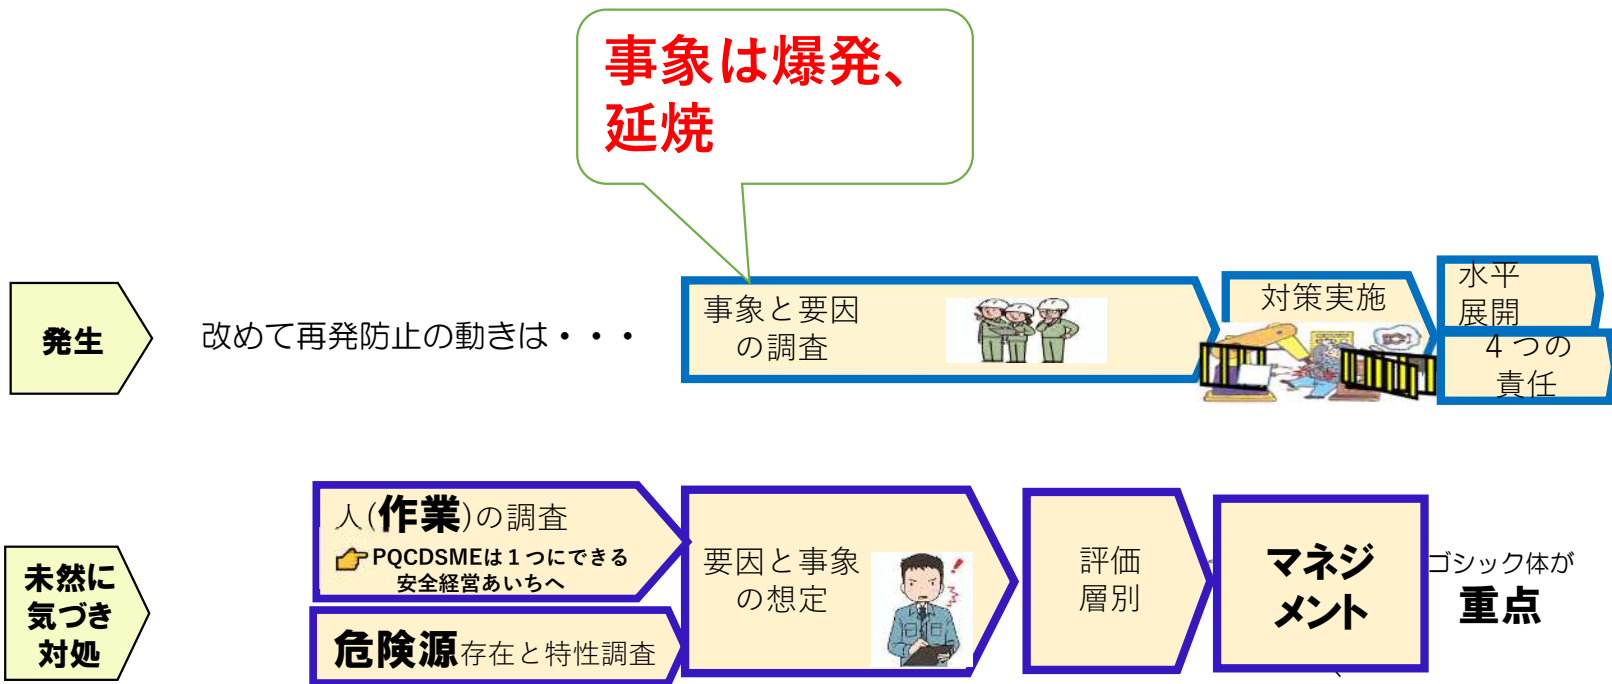 事象は爆発、
延焼
発生
改めて再発防止の動きは・・・
事象と要因
の調査
対策実施
水平
展開
４つの
責任
未然に
気づき
対処
人(作業)の調査
👉PQCDSMEは１つにできる
安全経営あいちへ
危険源存在と特性調査
要因と事象
の想定
評価
層別
マネジ
メント
ゴシック体が
重点